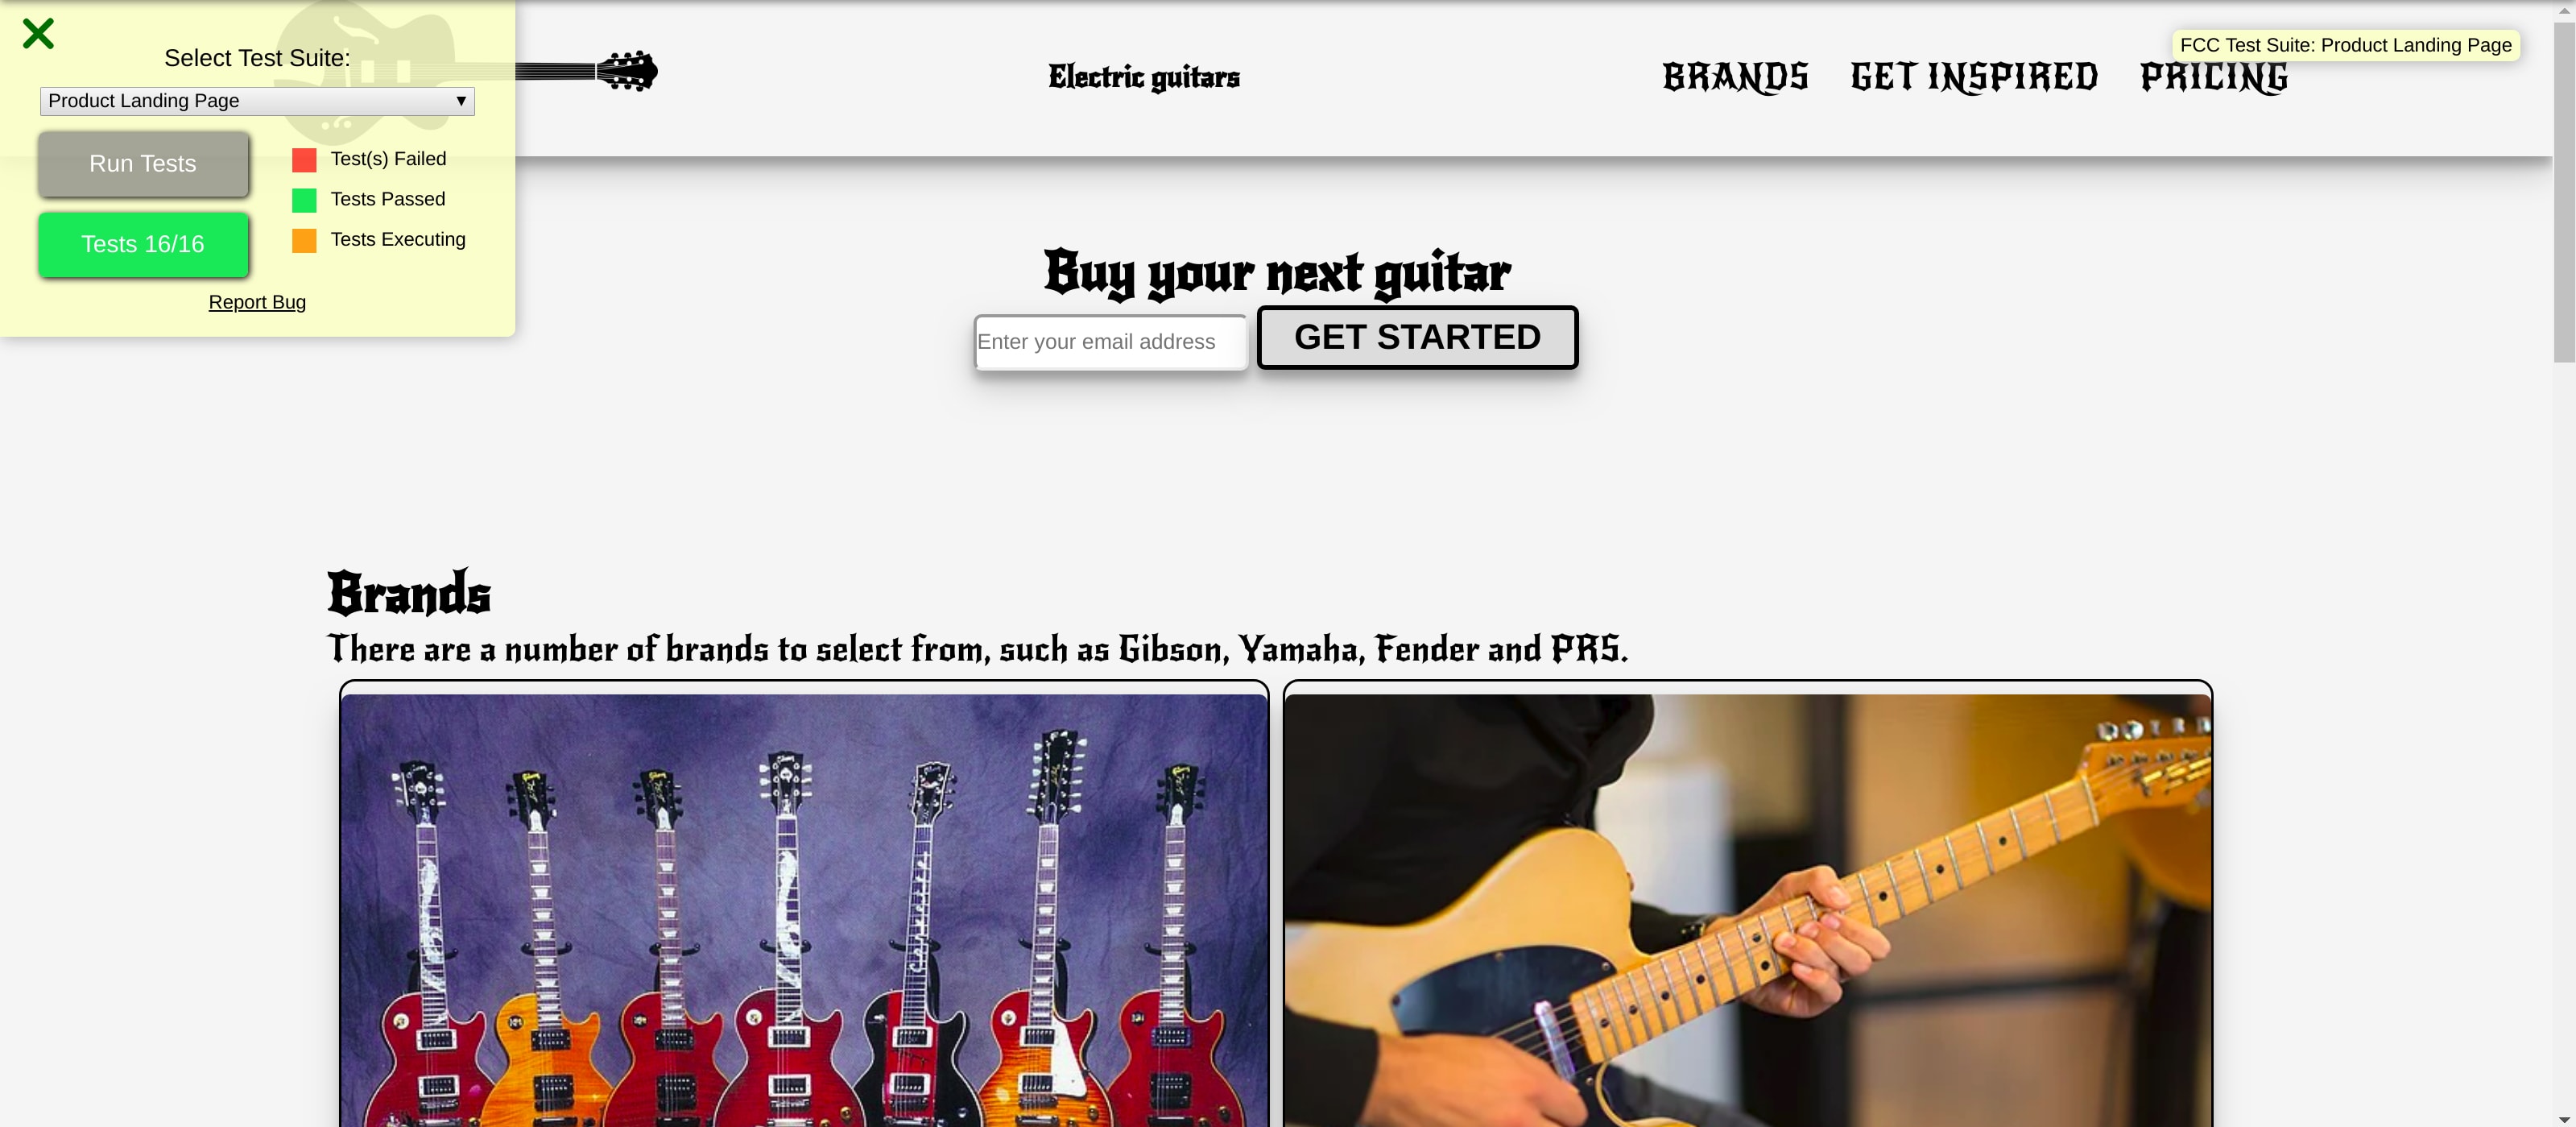 Select Test Suite:
Product Landing Page
Run Tests
Tests 16/16
Test(s) Failed
Tests Passed
Tests Executing
Report Bug
Electric guitars
BRANDS GET INSPIRED PRICING
FCC Test Suite: Product Landing Page
Buy your next guitar
Enter your email address
GET STARTED
Brands
There are a number of brands to select from, such as Gibson, Yamaha, Fender and PRS.